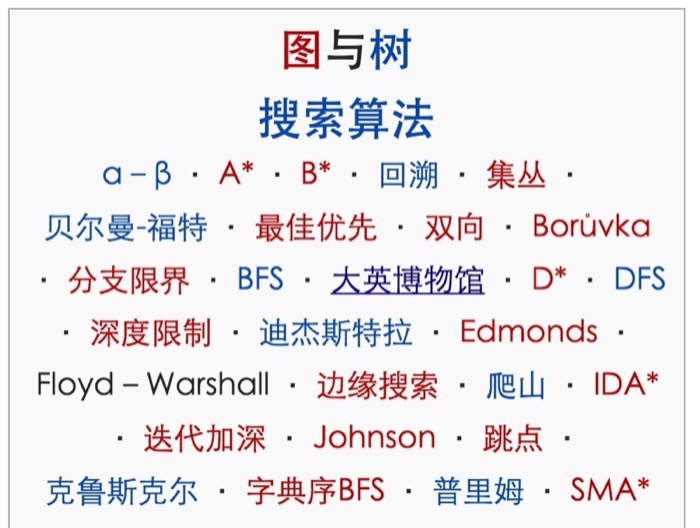 图与树
搜索算法
α – β · A* · B* · 回溯 · 集丛 ·
贝尔曼-福特 · 最佳优先 · 双向 · Borůvka
· 分支限界 · BFS · 大英博物馆 · D* · DFS
· 深度限制 · 迪杰斯特拉 · Edmonds ·
Floyd – Warshall · 边缘搜索 · 爬山 · IDA*
· 迭代加深 · Johnson · 跳点 ·
克鲁斯克尔 · 字典序BFS · 普里姆 · SMA*